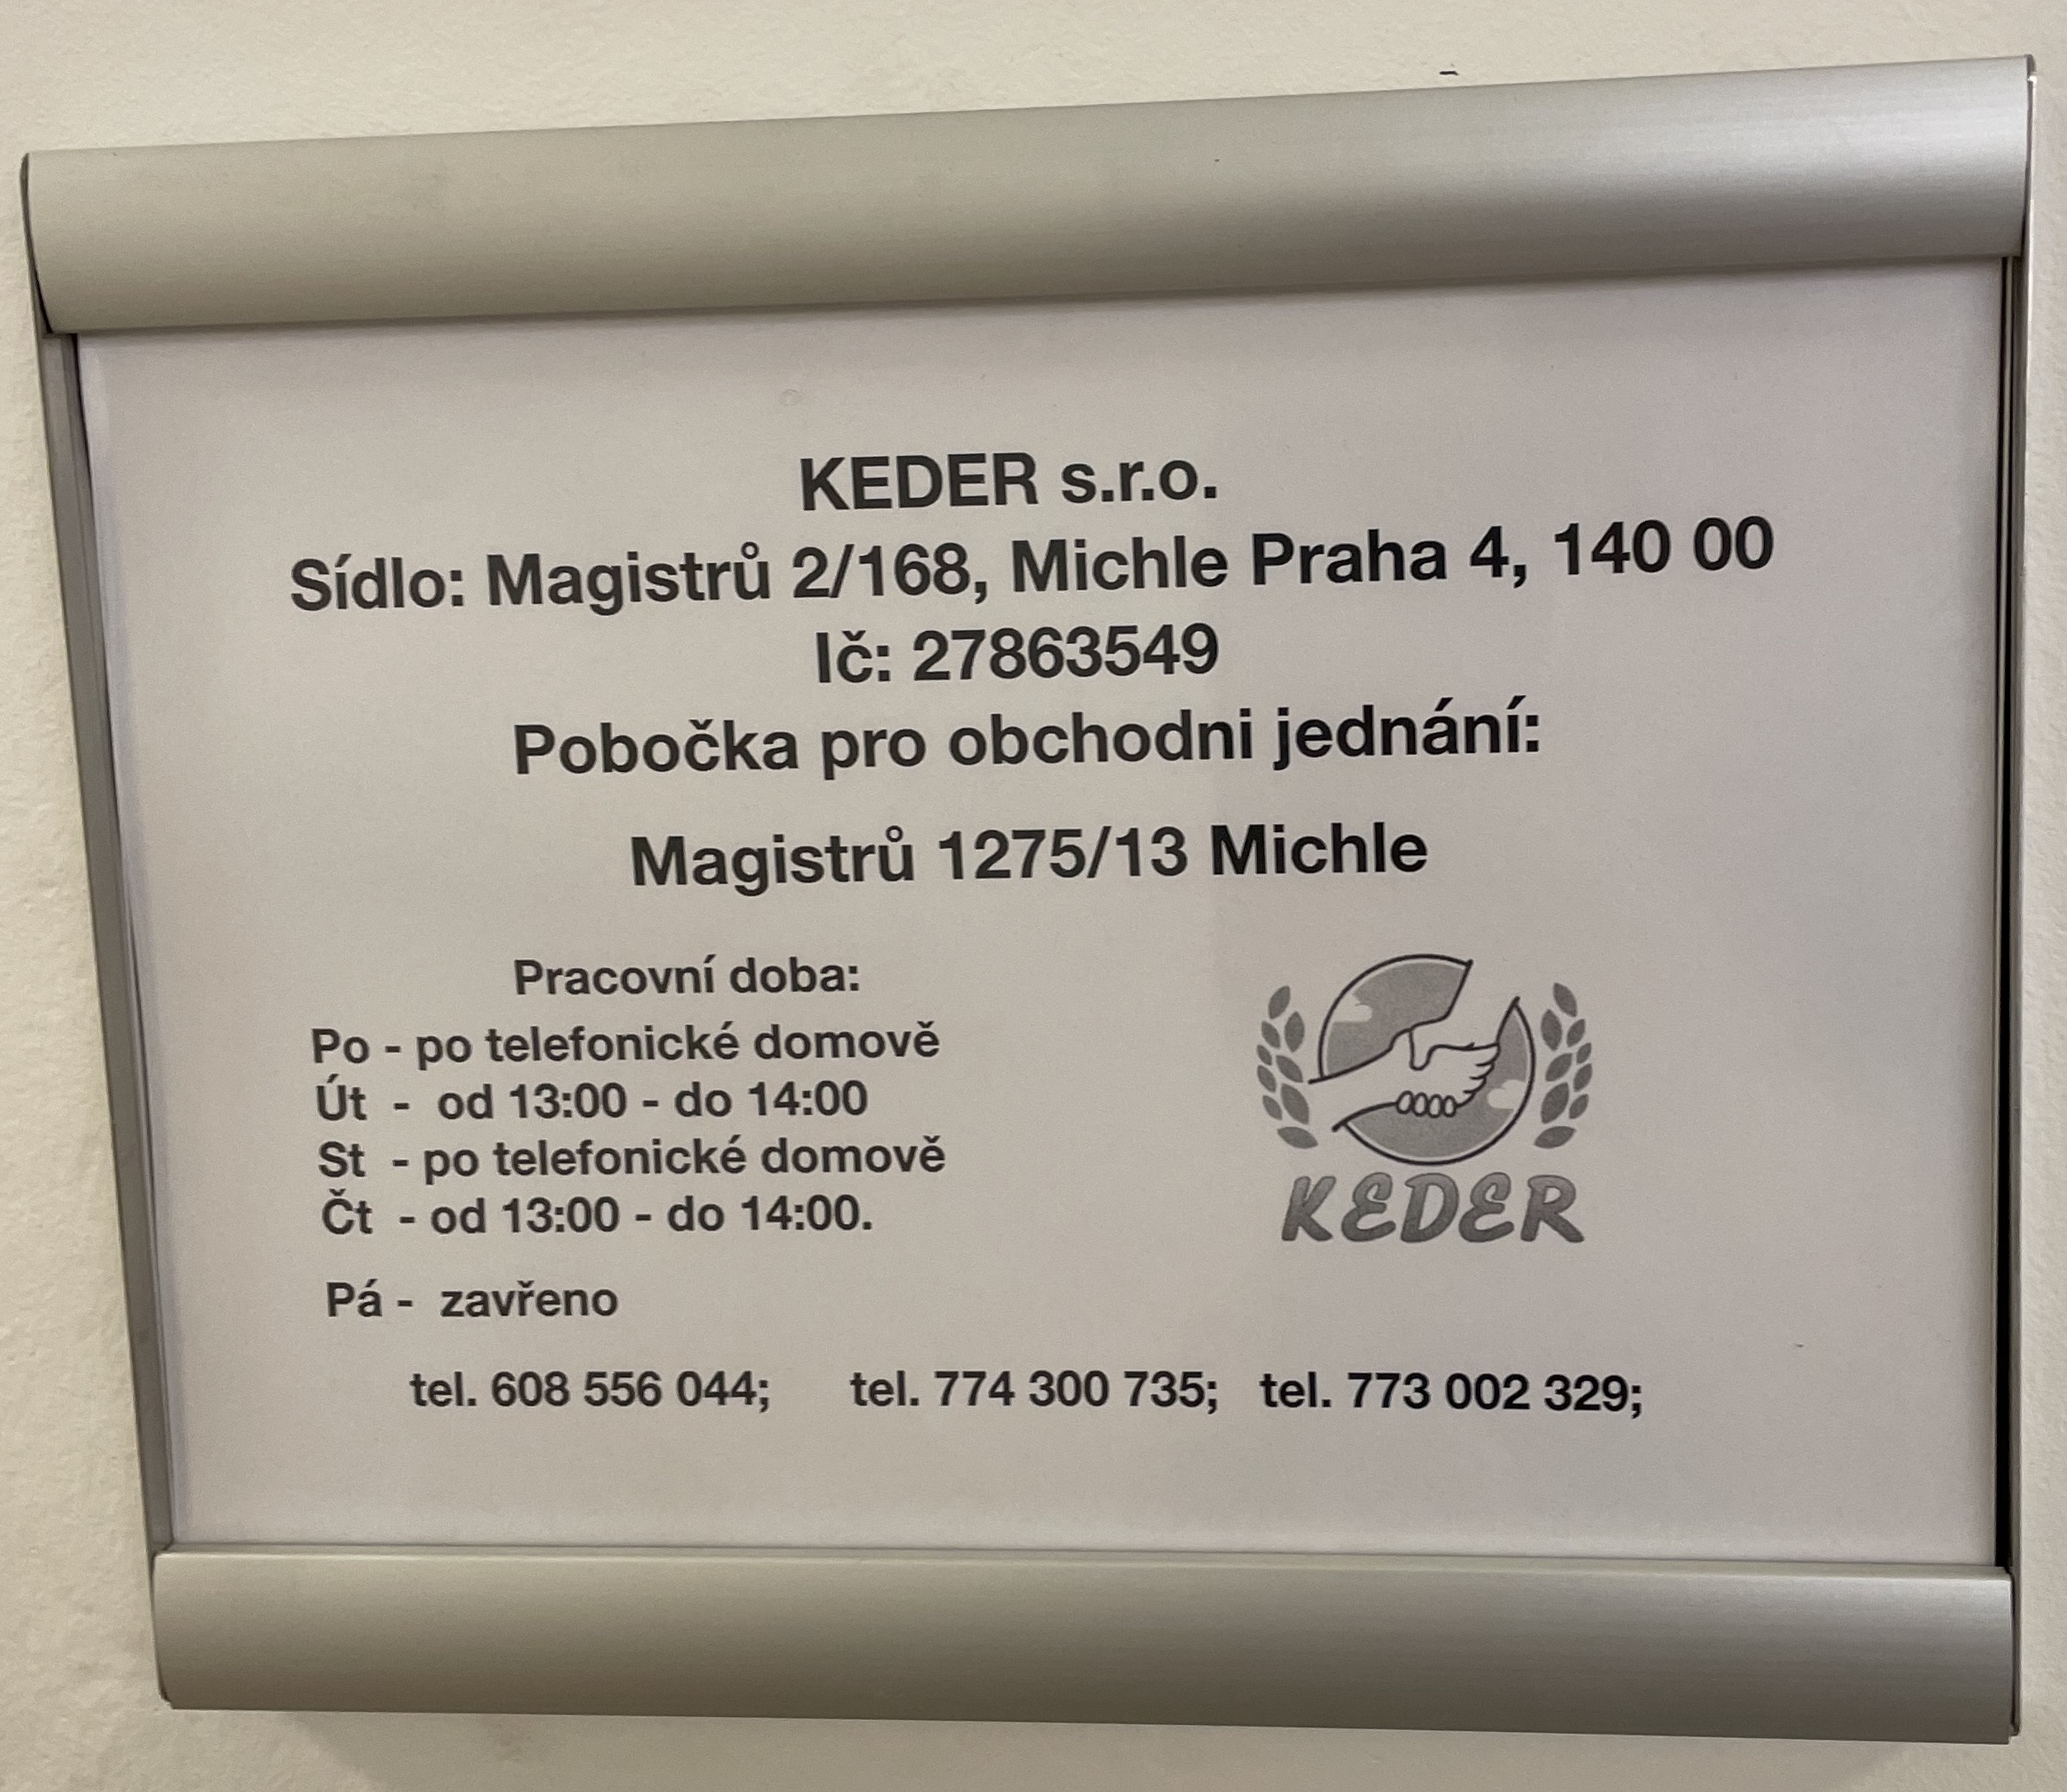 KEDER s.r.o.
Sídlo: Magistrů 2/168, Michle Praha 4, 140 00
Ič: 27863549
Pobočka pro obchodni jednání:
Magistrů 1275/13 Michle
Pracovní doba:
Po - po telefonické domově
Út - od 13:00 - do 14:00
St - po telefonické domově
Čt - od 13:00 - do 14:00.
Pá - zavřeno
KEDER
tel. 608 556 044; tel. 774 300 735; tel. 773 002 329;